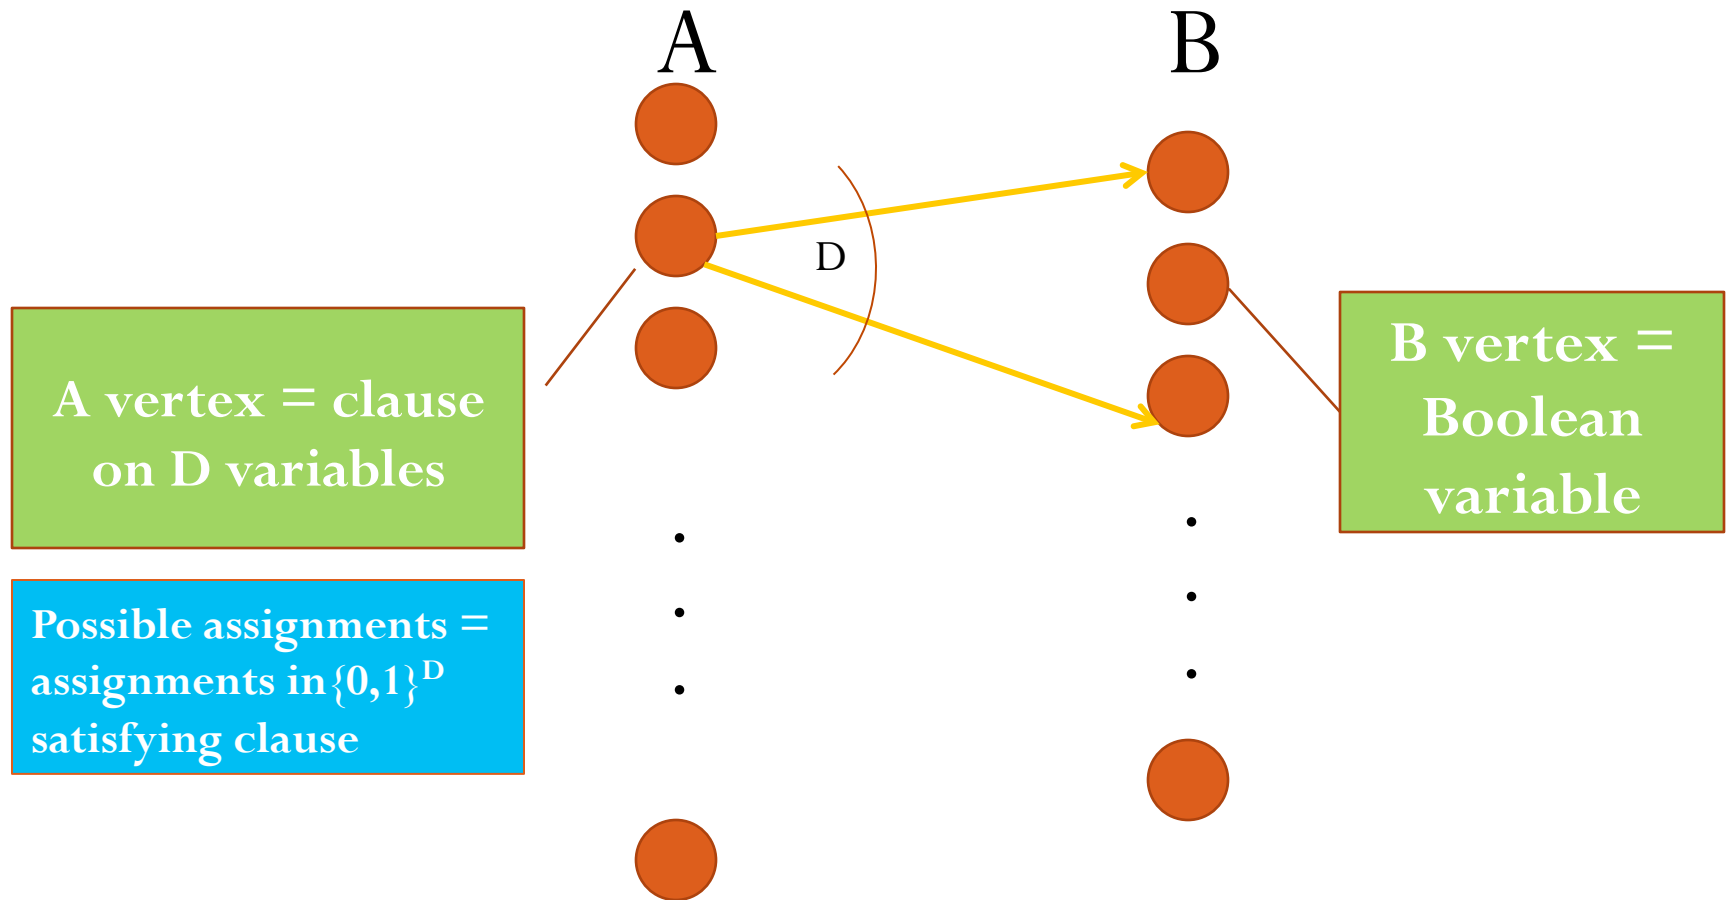 A
B
D
A vertex = clause
on D variables
B vertex =
Boolean
variable
Possible assignments =
assignments in{0,1}ᴰ
satisfying clause